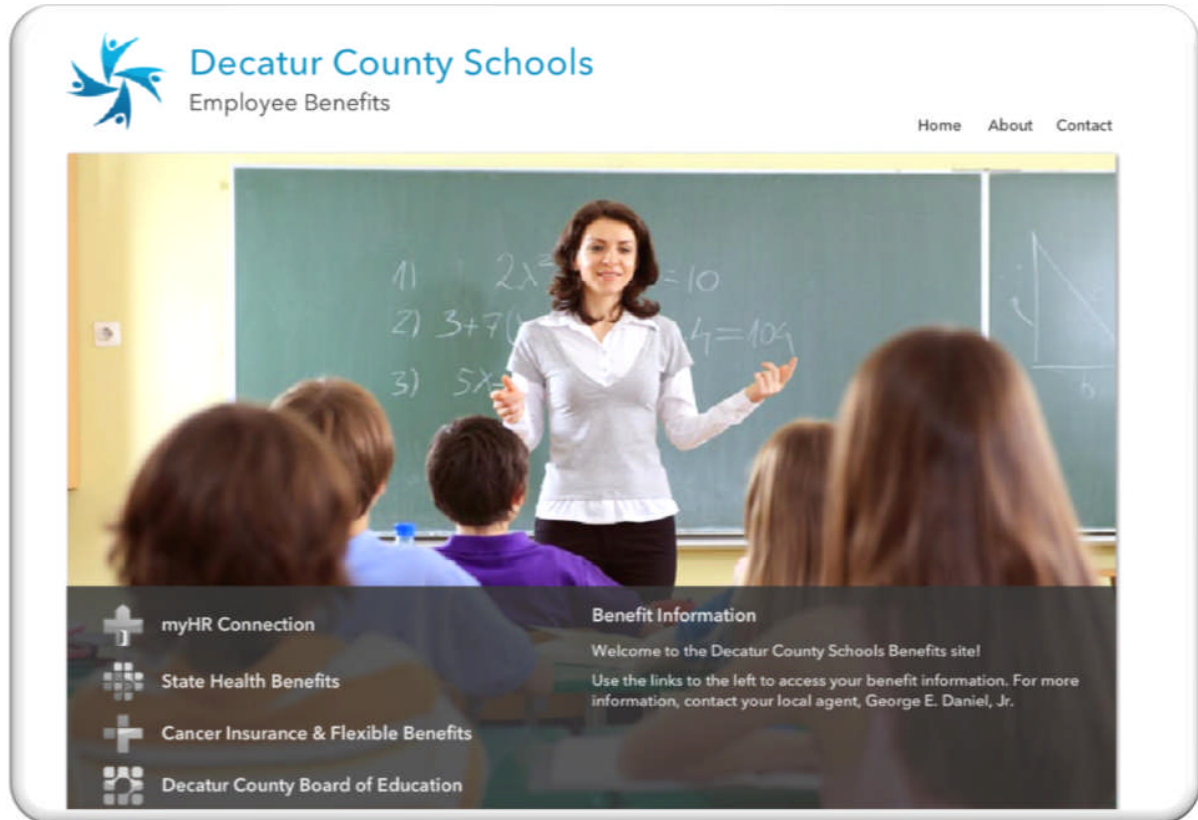 Decatur County Schools
Employee Benefits
Home About Contact
1) 2x² =10
2) 3+7( .4=104
3) 5x
b
myHR Connection
State Health Benefits
Cancer Insurance & Flexible Benefits
Decatur County Board of Education
Benefit Information
Welcome to the Decatur County Schools Benefits site!
Use the links to the left to access your benefit information. For more
information, contact your local agent, George E. Daniel, Jr.